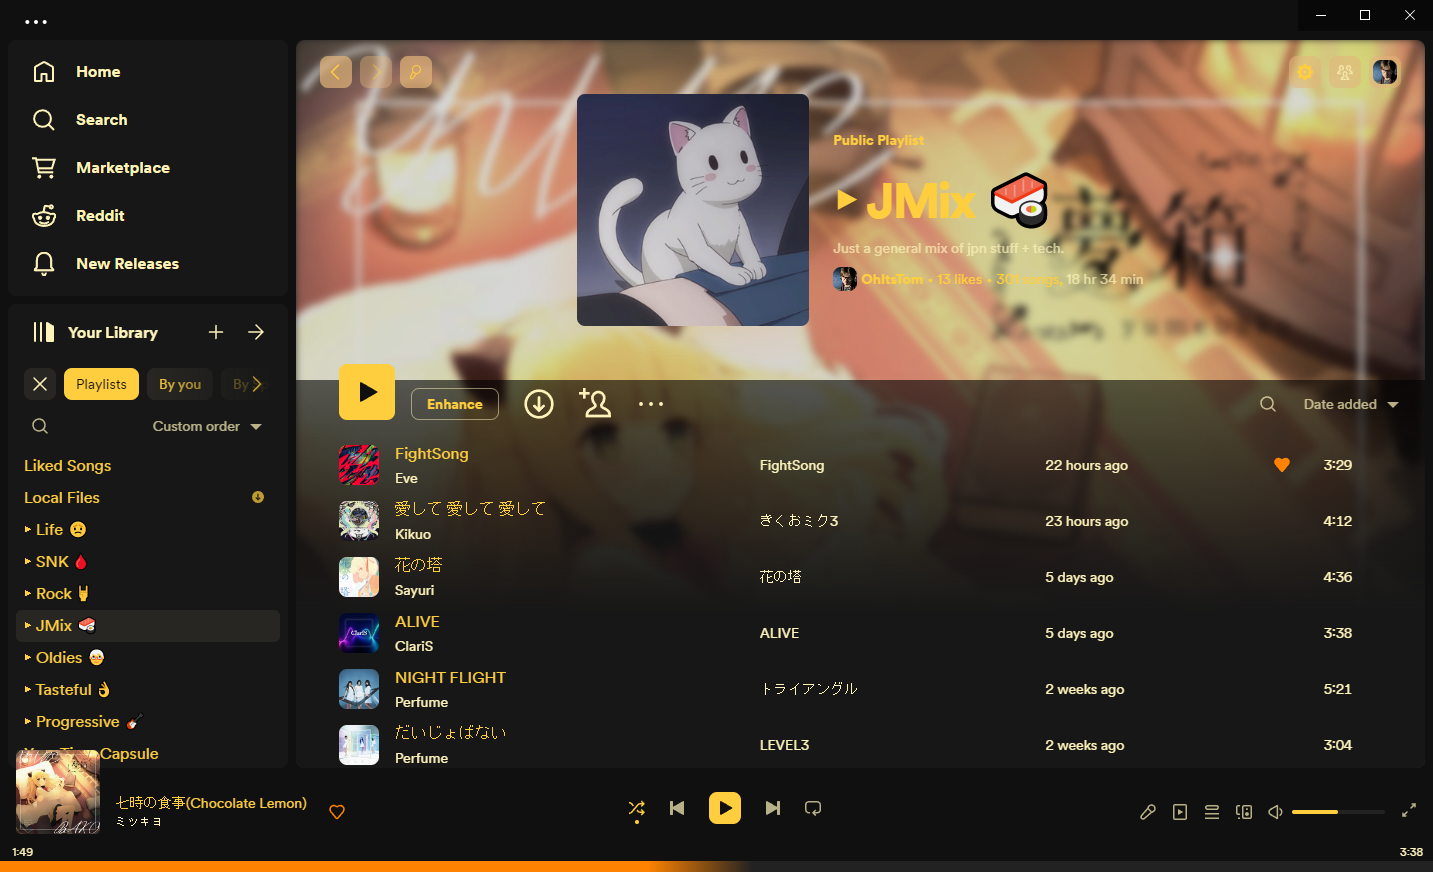 Home
Search
Marketplace
Reddit
New Releases
Your Library
Playlists
By you
By
Custom order
Liked Songs
Local Files
Life 😟
SNK 🩸
Rock 🤘
JMix 🍣
Oldies 👵
Tasteful 👌
Progressive 🎸
Capsule
Public Playlist
JMix 🍣
Just a general mix of jpn stuff + tech.
OhItsTom • 13 likes • 301 songs, 18 hr 34 min
Enhance
Date added
FightSong
Eve
FightSong
22 hours ago
3:29
愛して 愛して 愛して
Kikuo
きくおミク3
23 hours ago
4:12
花の塔
Sayuri
花の塔
5 days ago
4:36
ALIVE
ClariS
ALIVE
5 days ago
3:38
NIGHT FLIGHT
Perfume
トライアングル
2 weeks ago
5:21
だいじょばない
Perfume
LEVEL3
2 weeks ago
3:04
七時の食事(Chocolate Lemon)
ミツキヨ
1:49
3:38